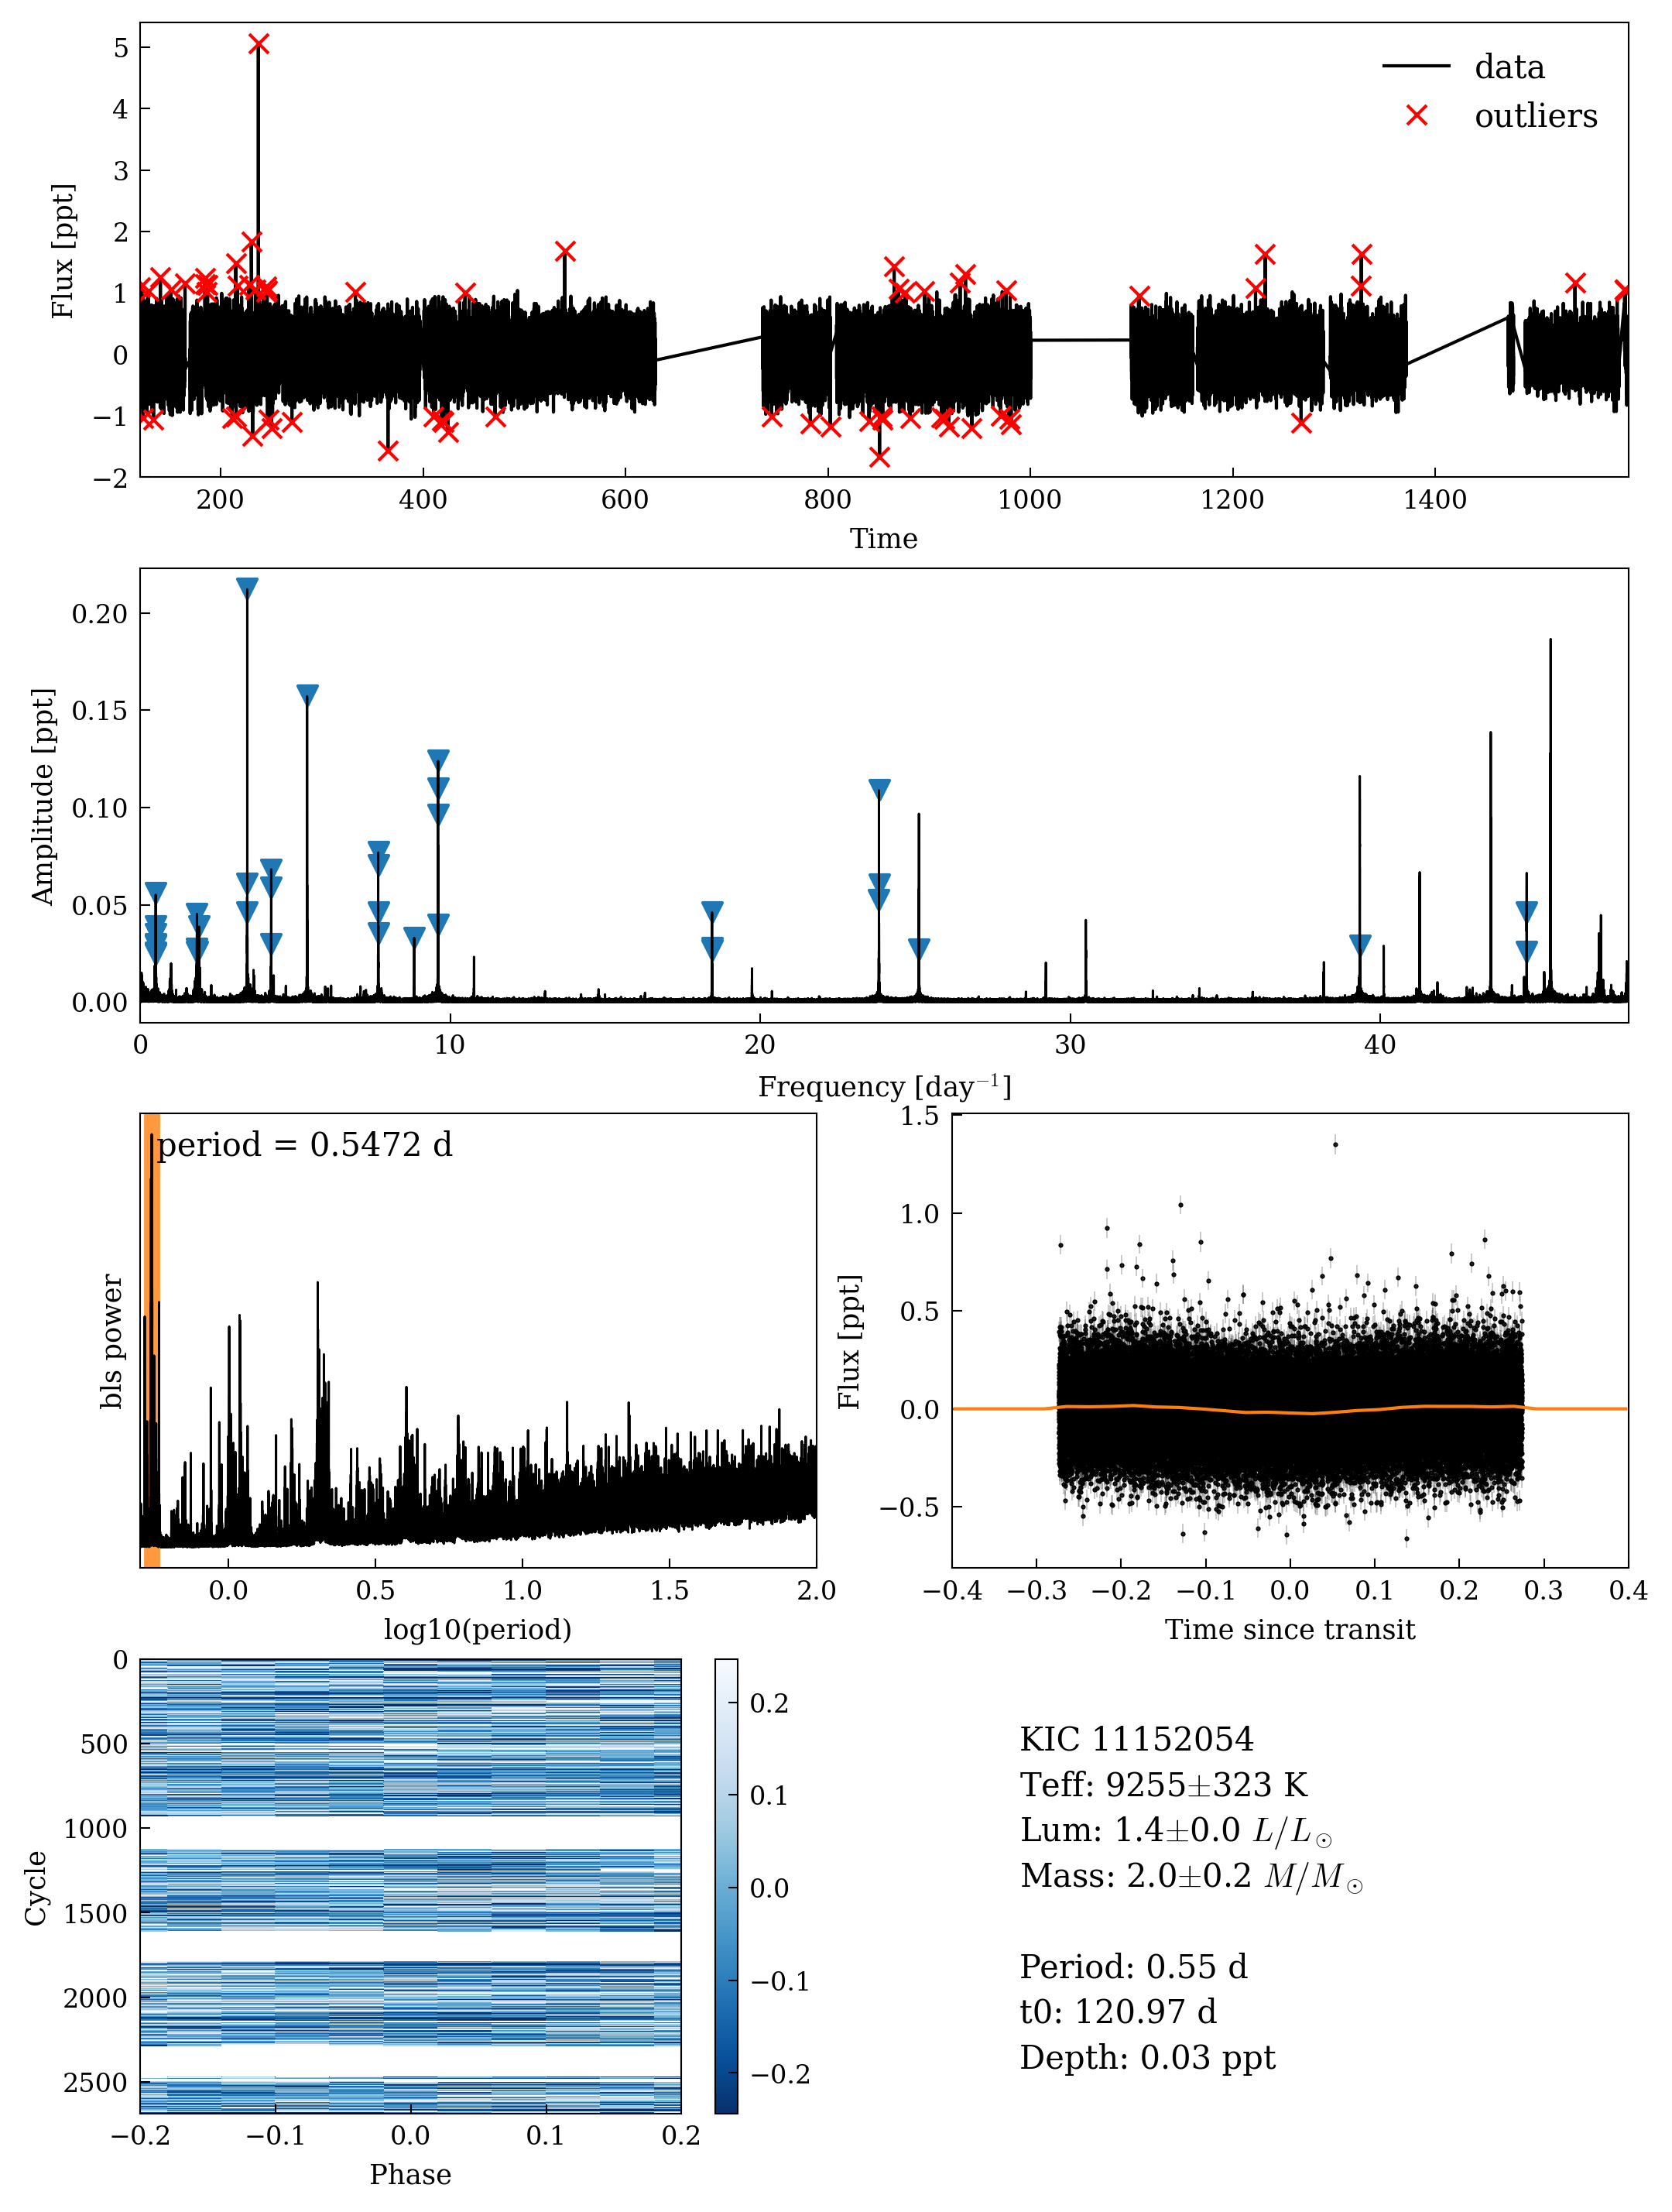 5
4
3
2
1
0
−1
−2
Flux [ppt]
data
outliers
200 400 600 800 1000 1200 1400
Time
0.20
0.15
0.10
0.05
0.00
Amplitude [ppt]
0 10 20 30 40
Frequency [day⁻¹]
period = 0.5472 d
bls power
0.0 0.5 1.0 1.5 2.0
log10(period)
1.5
1.0
0.5
0.0
−0.5
Flux [ppt]
−0.4 −0.3 −0.2 −0.1 0.0 0.1 0.2 0.3 0.4
Time since transit
0
500
1000
1500
2000
2500
Cycle
−0.2 −0.1 0.0 0.1 0.2
Phase
0.2
0.1
0.0
−0.1
−0.2
KIC 11152054
Teff: 9255±323 K
Lum: 1.4±0.0 L/L⊙
Mass: 2.0±0.2 M/M⊙
Period: 0.55 d
t0: 120.97 d
Depth: 0.03 ppt